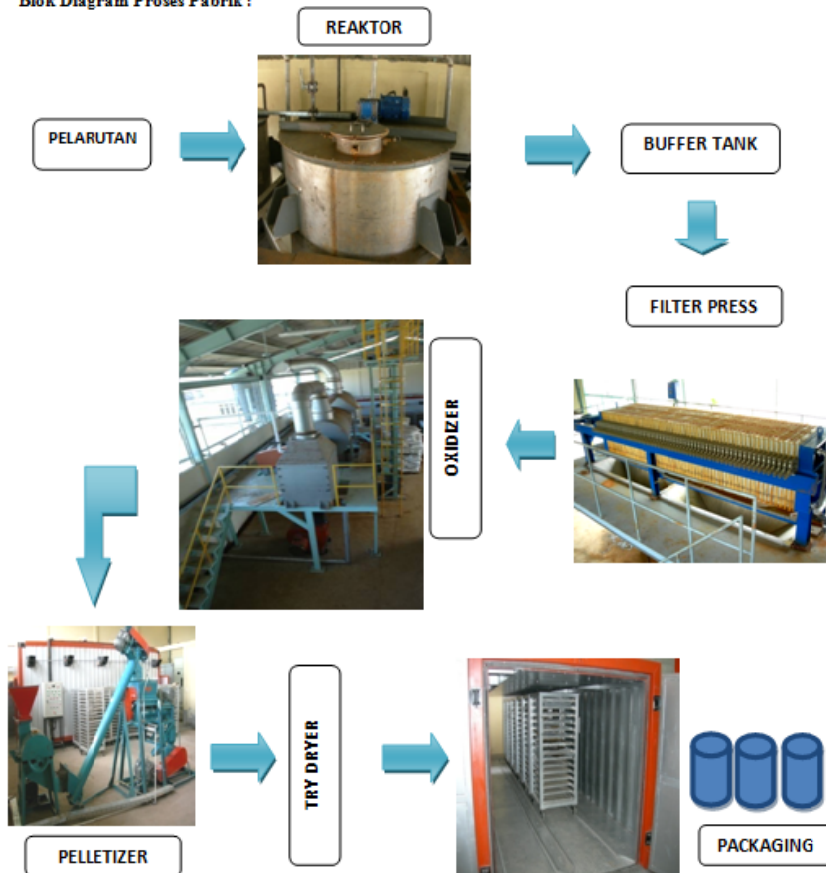 Blok Diagram Proses Pabrik :
REAKTOR
PELARUTAN
BUFFER TANK
FILTER PRESS
OXIDIZER
PELLETIZER
TRY DRYER
PACKAGING